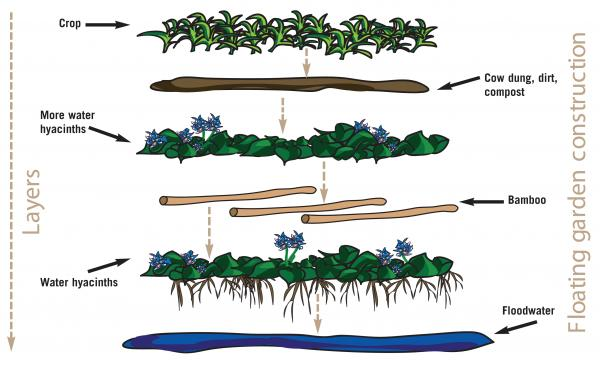 Crop
Cow dung, dirt,
compost
More water
hyacinths
Bamboo
Water hyacinths
Floodwater
Layers
Floating garden construction